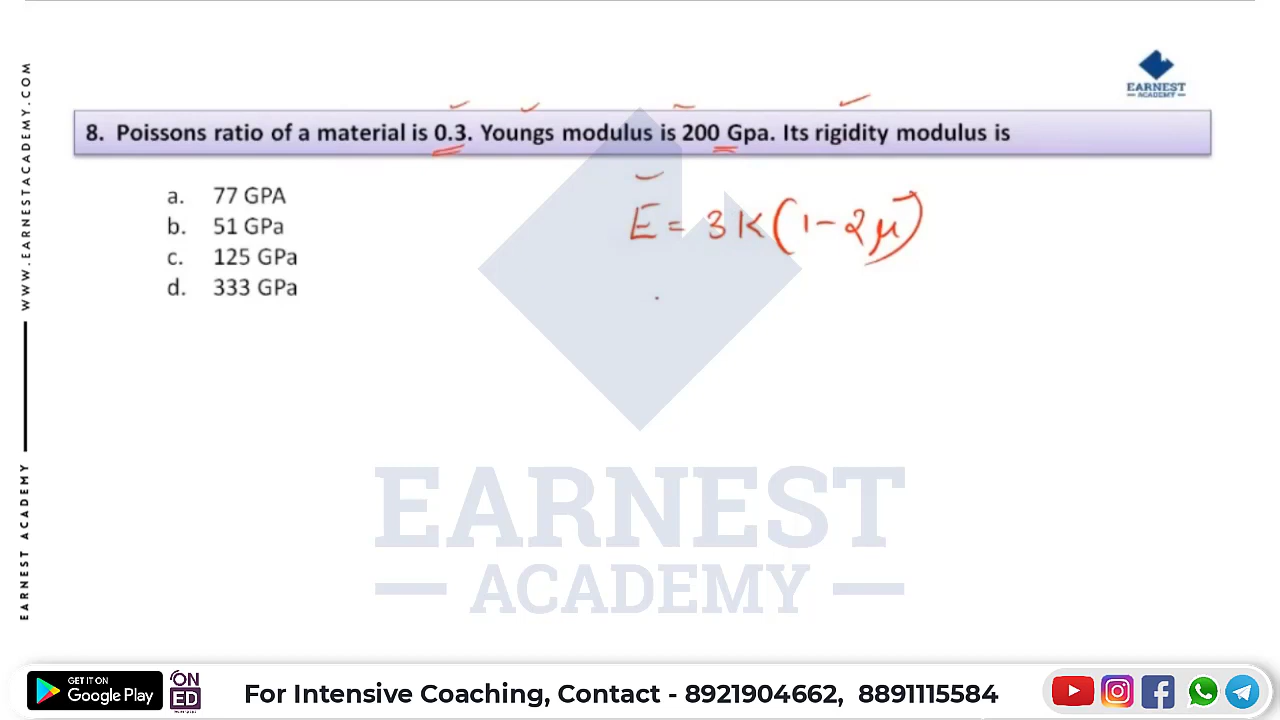 EARNEST
ACADEMY
WWW.EARNESTACADEMY.COM
EARNEST ACADEMY
8. Poissons ratio of a material is 0.3. Youngs modulus is 200 Gpa. Its rigidity modulus is
a. 77 GPA
b. 51 GPa
c. 125 GPa
d. 333 GPa
E = 3K(1-2μ)
EARNEST
ACADEMY
GET IT ON
Google Play
ON
ED
For Intensive Coaching, Contact - 8921904662, 8891115584